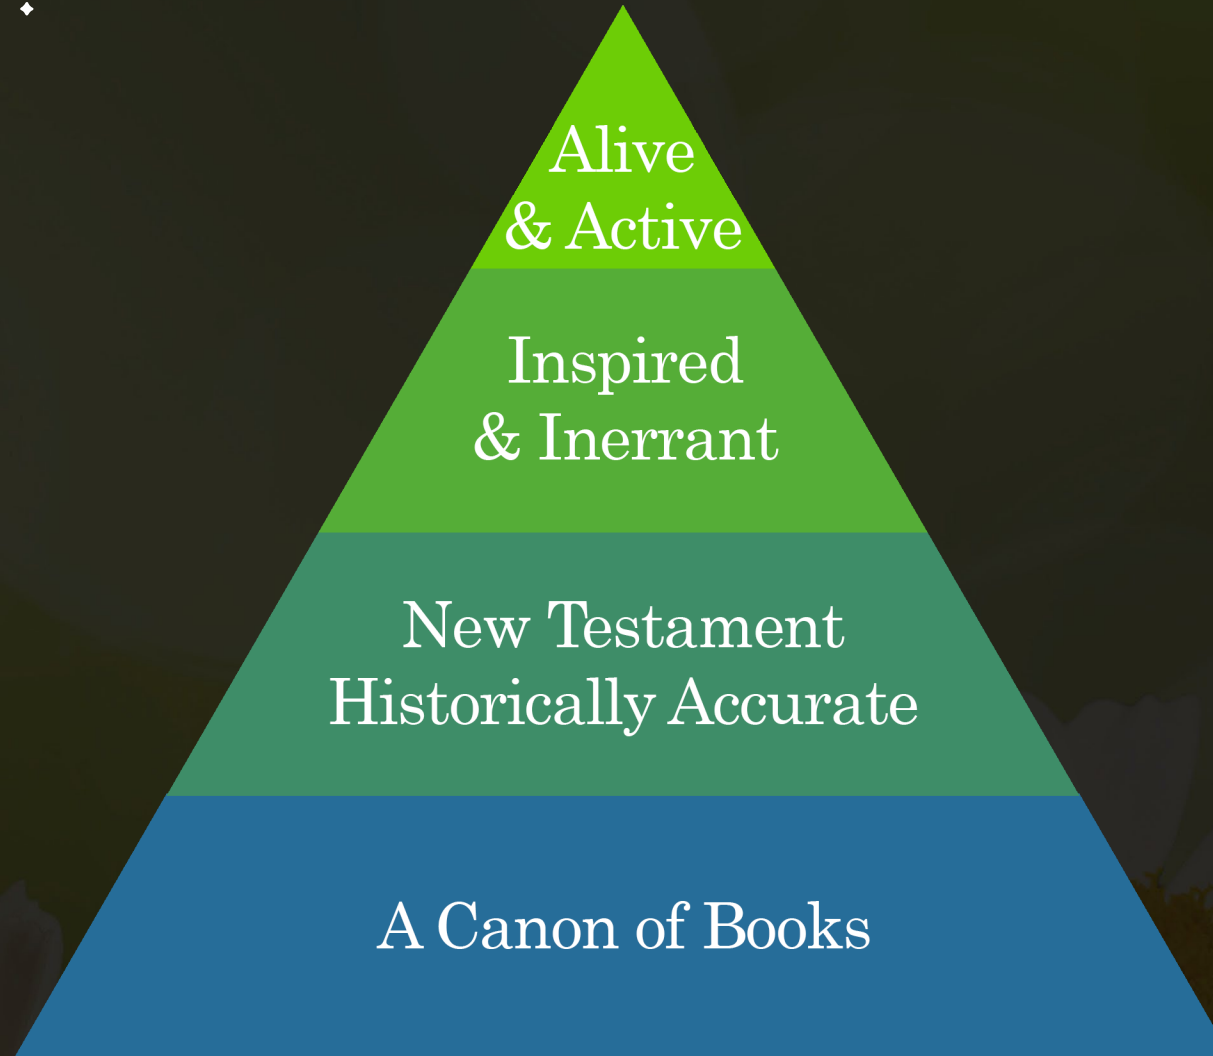 Alive
& Active
Inspired
& Inerrant
New Testament
Historically Accurate
A Canon of Books